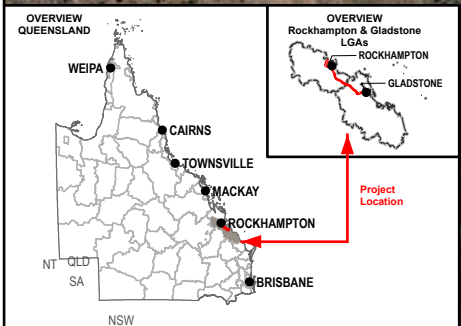 OVERVIEW
QUEENSLAND
WEIPA
CAIRNS
TOWNSVILLE
MACKAY
ROCKHAMPTON
BRISBANE
NT
QLD
SA
NSW
OVERVIEW
Rockhampton & Gladstone
LGAs
ROCKHAMPTON
GLADSTONE
Project
Location